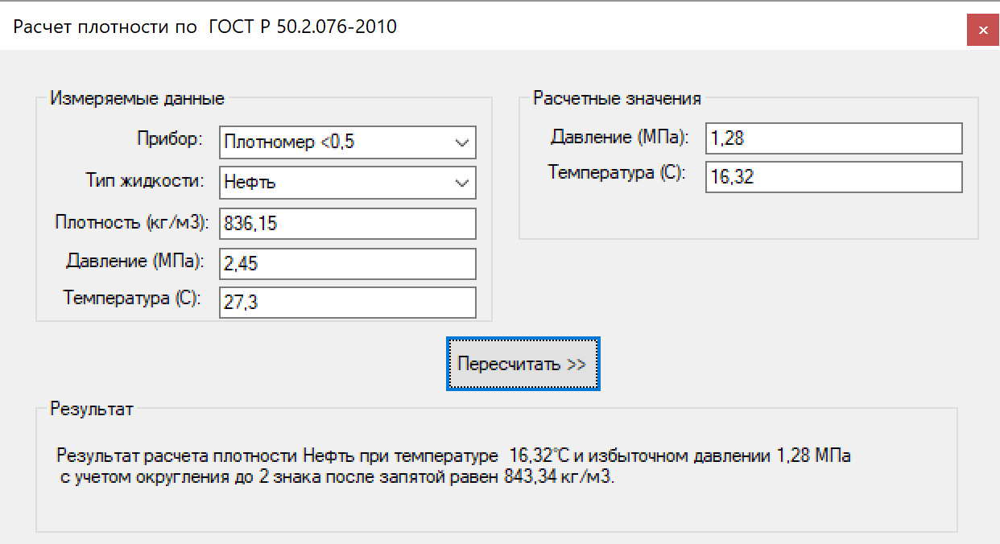 Расчет плотности по  ГОСТ Р 50.2.076-2010
×
Измеряемые данные
Прибор: Плотномер <0,5
Тип жидкости: Нефть
Плотность (кг/м3): 836,15
Давление (МПа): 2,45
Температура (С): 27,3
Расчетные значения
Давление (МПа): 1,28
Температура (С): 16,32
Пересчитать >>
Результат
Результат расчета плотности Нефть при температуре  16,32°С и избыточном давлении 1,28 МПа
с учетом округления до 2 знака после запятой равен 843,34 кг/м3.